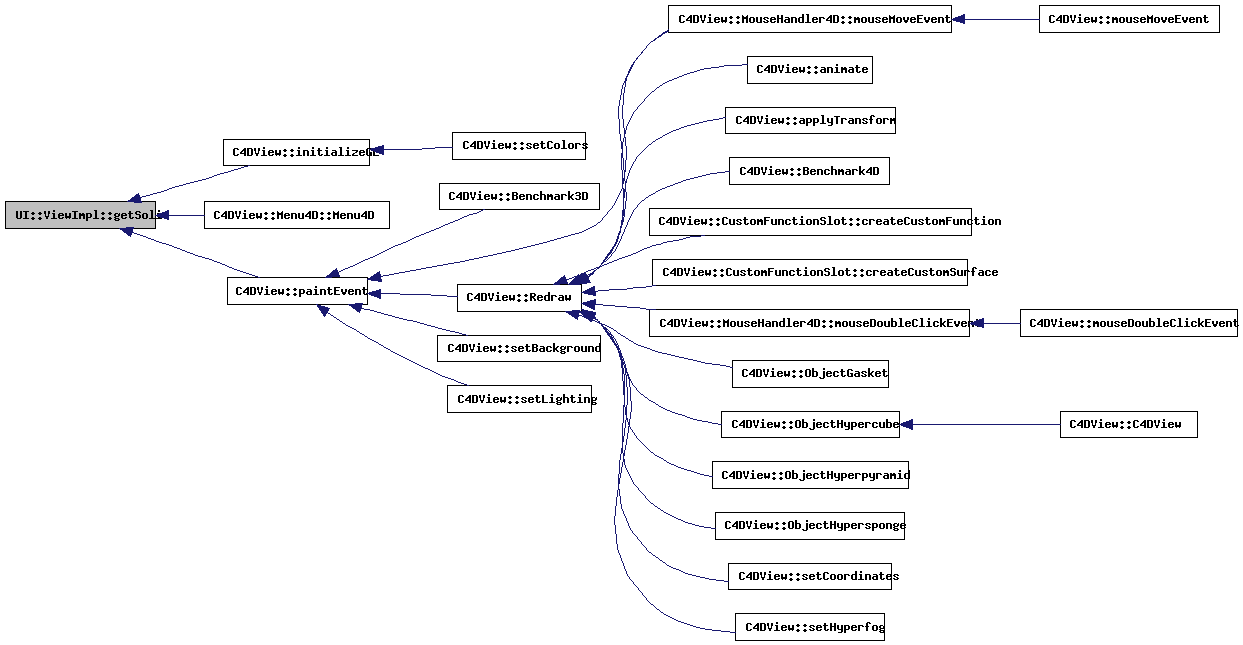 C4DView::MouseHandler4D::mouseMoveEvent
C4DView::mouseMoveEvent
C4DView::animate
C4DView::applyTransform
C4DView::initializeGL
C4DView::setColors
C4DView::Benchmark4D
C4DView::Benchmark3D
UI::ViewImpl::getSoli
C4DView::Menu4D::Menu4D
C4DView::CustomFunctionSlot::createCustomFunction
C4DView::CustomFunctionSlot::createCustomSurface
C4DView::paintEvent
C4DView::Redraw
C4DView::MouseHandler4D::mouseDoubleClickEvent
C4DView::mouseDoubleClickEvent
C4DView::setBackground
C4DView::ObjectGasket
C4DView::setLighting
C4DView::ObjectHypercube
C4DView::C4DView
C4DView::ObjectHyperpyramid
C4DView::ObjectHypersponge
C4DView::setCoordinates
C4DView::setHyperfog